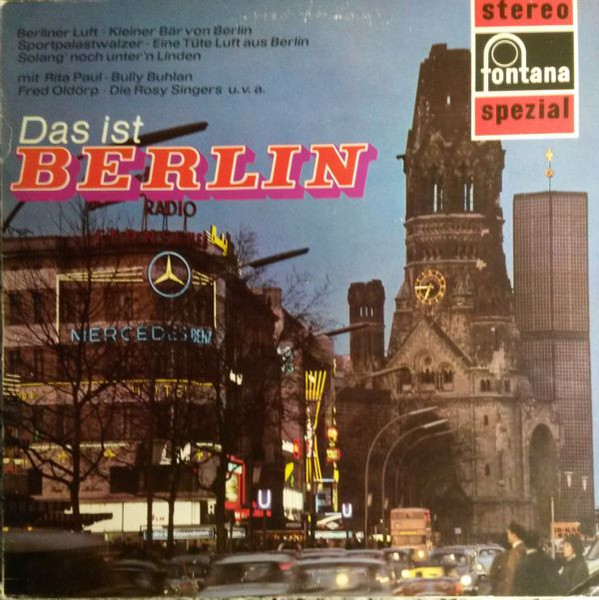 Berliner Luft · Kleiner Bär von Berlin
Sportpalastwalzer · Eine Tüte Luft aus Berlin
Solang' noch unter'n Linden
mit Rita Paul · Bully Buhlan
Fred Oldörp · Die Rosy Singers u.v.a.
stereo
fontana
spezial
Das ist
BERLIN
RADIO
MERCEDES BENZ
U
U